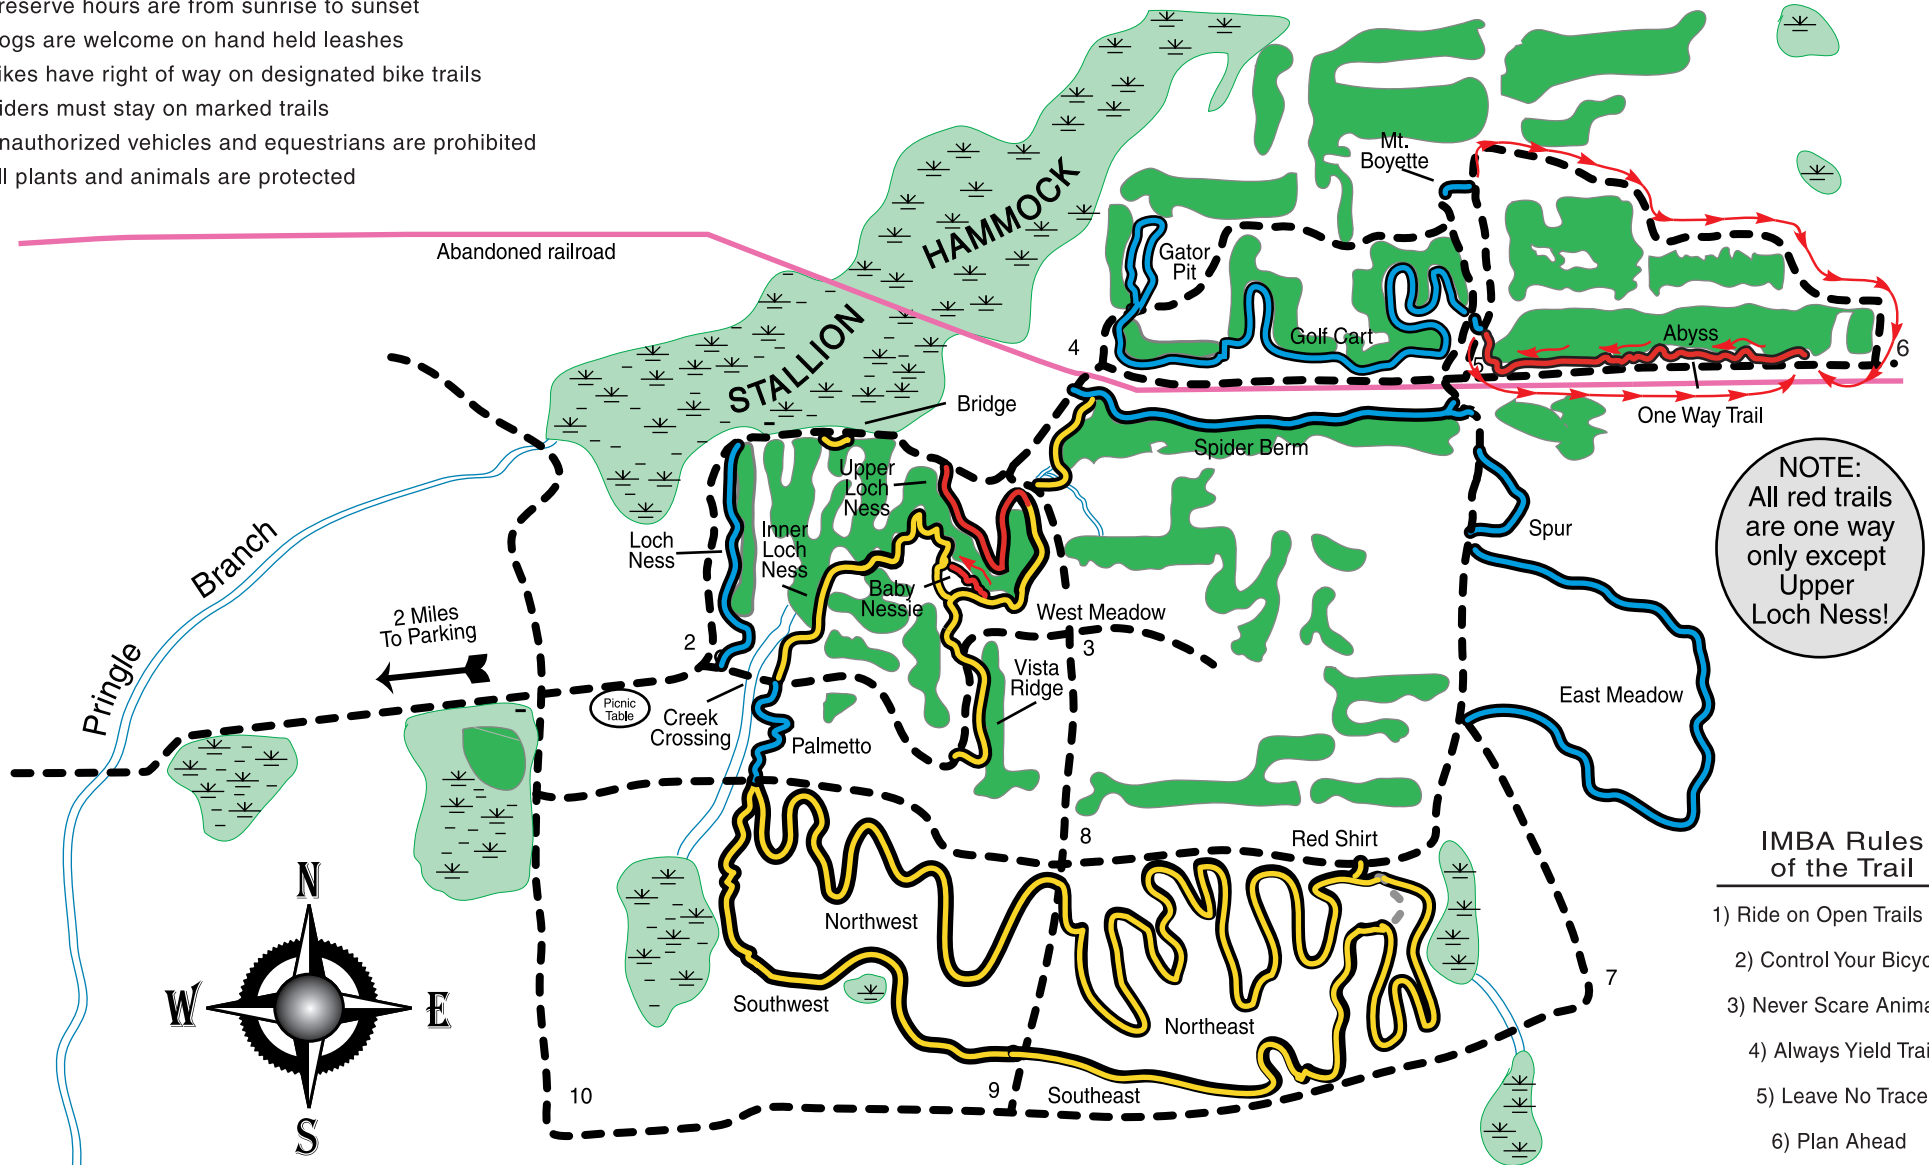 reserve hours are from sunrise to sunset
ogs are welcome on hand held leashes
ikes have right of way on designated bike trails
iders must stay on marked trails
nauthorized vehicles and equestrians are prohibited
ll plants and animals are protected
Abandoned railroad
STALLION HAMMOCK
Mt.
Boyette
Gator
Pit
Golf Cart
Abyss
4
5
6
One Way Trail
Bridge
Spider Berm
Upper
Loch
Ness
Loch
Ness
Inner
Loch
Ness
Baby
Nessie
West Meadow
Spur
NOTE:
All red trails
are one way
only except
Upper
Loch Ness!
Pringle Branch
2 Miles
To Parking
2
3
Vista
Ridge
East Meadow
Picnic
Table
Creek
Crossing
Palmetto
8
Red Shirt
Northwest
Southwest
Northeast
Southeast
7
9
10
N
W
E
S
IMBA Rules
of the Trail
1) Ride on Open Trails
2) Control Your Bicyc
3) Never Scare Anima
4) Always Yield Trai
5) Leave No Trace
6) Plan Ahead